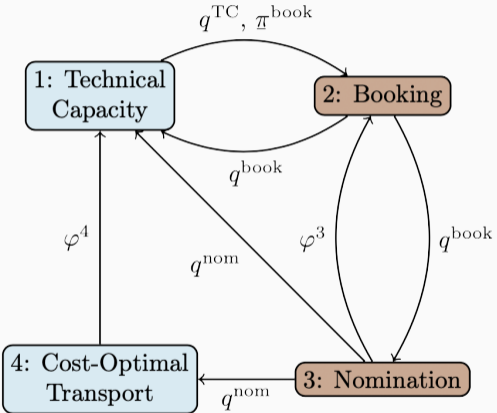 q^TC, π̲^book
1: Technical
Capacity
2: Booking
q^book
φ^4
q^nom
φ^3
q^book
4: Cost-Optimal
Transport
q^nom
3: Nomination